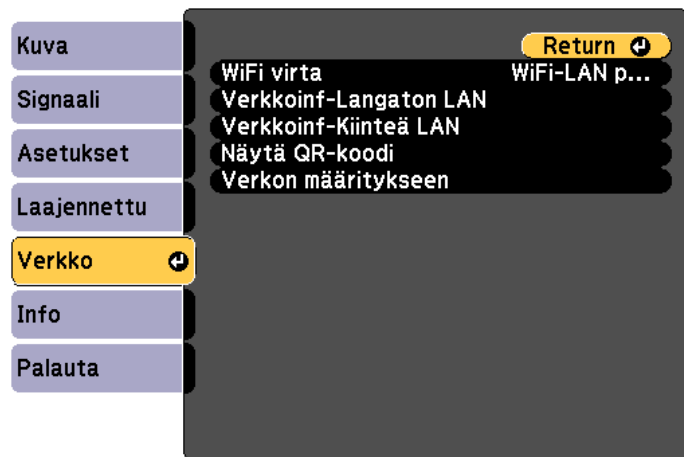 Kuva
Signaali
Asetukset
Laajennettu
Verkko
Info
Palauta
Return
WiFi virta WiFi-LAN p...
Verkkoinf-Langaton LAN
Verkkoinf-Kiinteä LAN
Näytä QR-koodi
Verkon määritykseen